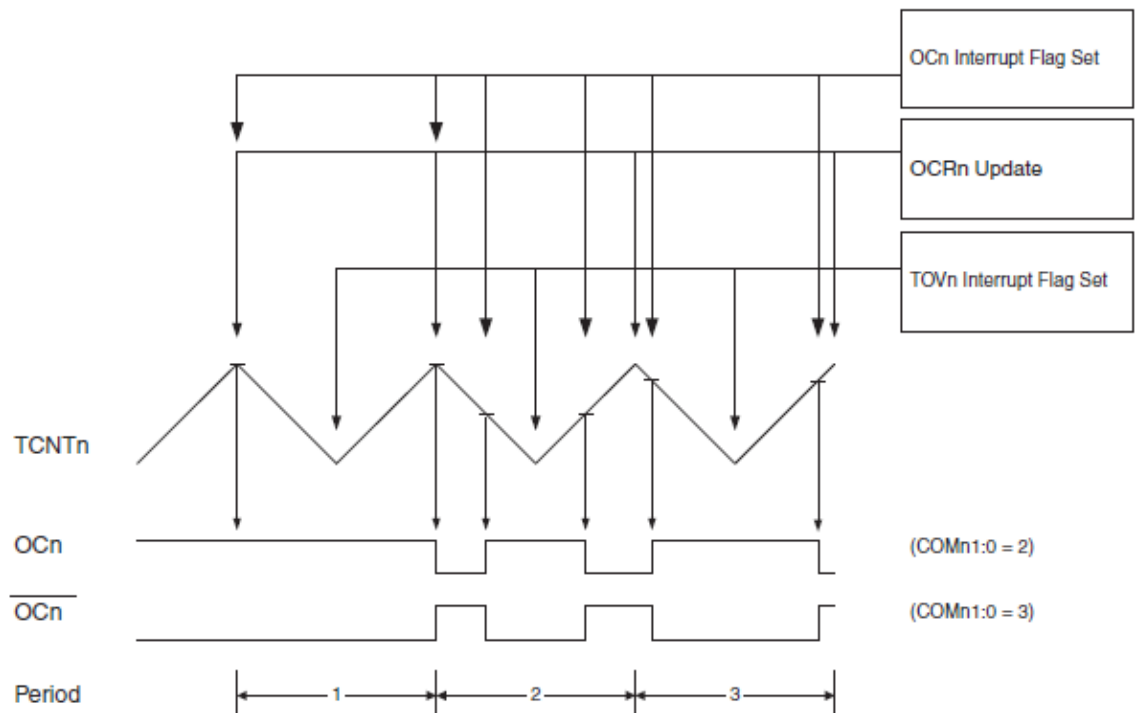 OCn Interrupt Flag Set
OCRn Update
TOVn Interrupt Flag Set
TCNTn
OCn
(COMn1:0 = 2)
OCn
(COMn1:0 = 3)
Period
1
2
3